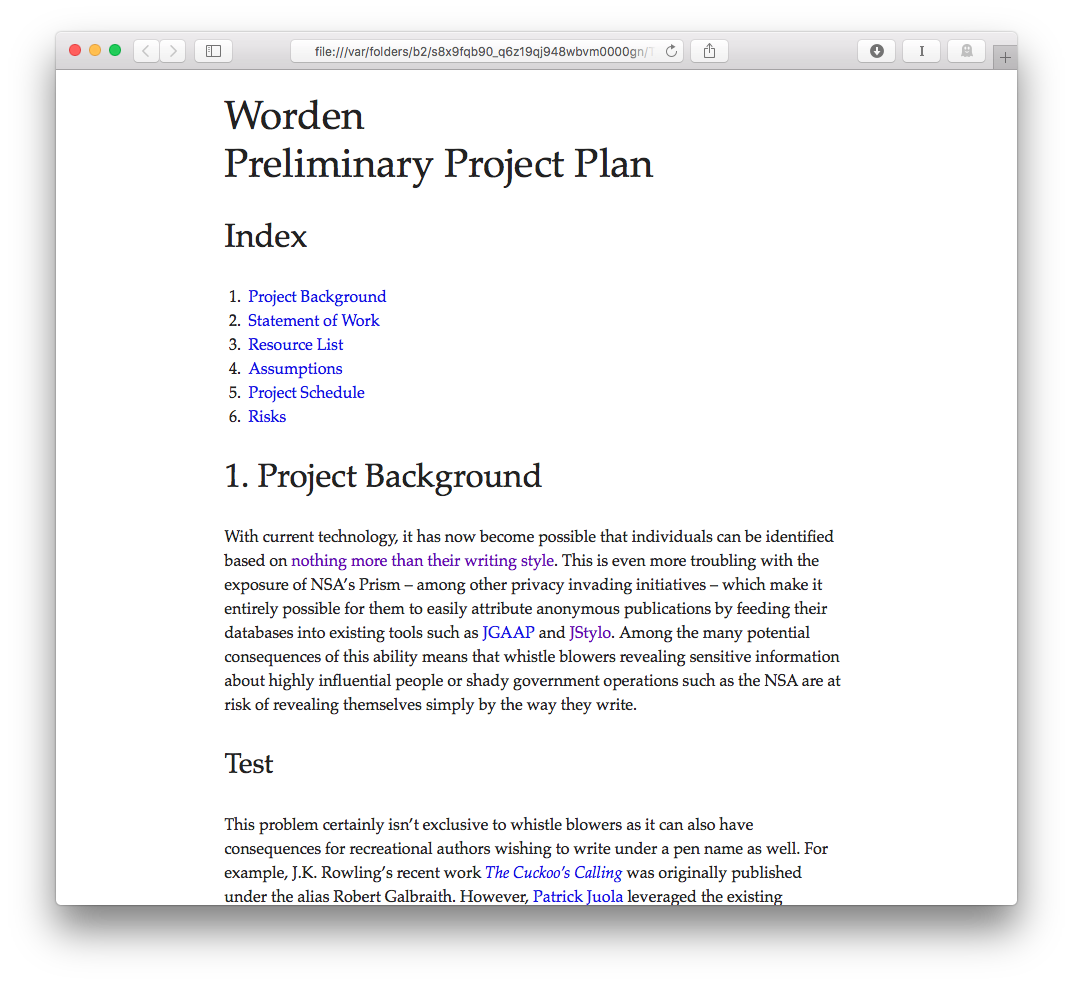 file:///var/folders/b2/s8x9fqb90_q6z19qj948wbvm0000gn/T
I
Worden
Preliminary Project Plan
Index
1. Project Background
2. Statement of Work
3. Resource List
4. Assumptions
5. Project Schedule
6. Risks
1. Project Background
With current technology, it has now become possible that individuals can be identified
based on nothing more than their writing style. This is even more troubling with the
exposure of NSA’s Prism – among other privacy invading initiatives – which make it
entirely possible for them to easily attribute anonymous publications by feeding their
databases into existing tools such as JGAAP and JStylo. Among the many potential
consequences of this ability means that whistle blowers revealing sensitive information
about highly influential people or shady government operations such as the NSA are at
risk of revealing themselves simply by the way they write.
Test
This problem certainly isn’t exclusive to whistle blowers as it can also have
consequences for recreational authors wishing to write under a pen name as well. For
example, J.K. Rowling’s recent work The Cuckoo’s Calling was originally published
under the alias Robert Galbraith. However, Patrick Juola leveraged the existing